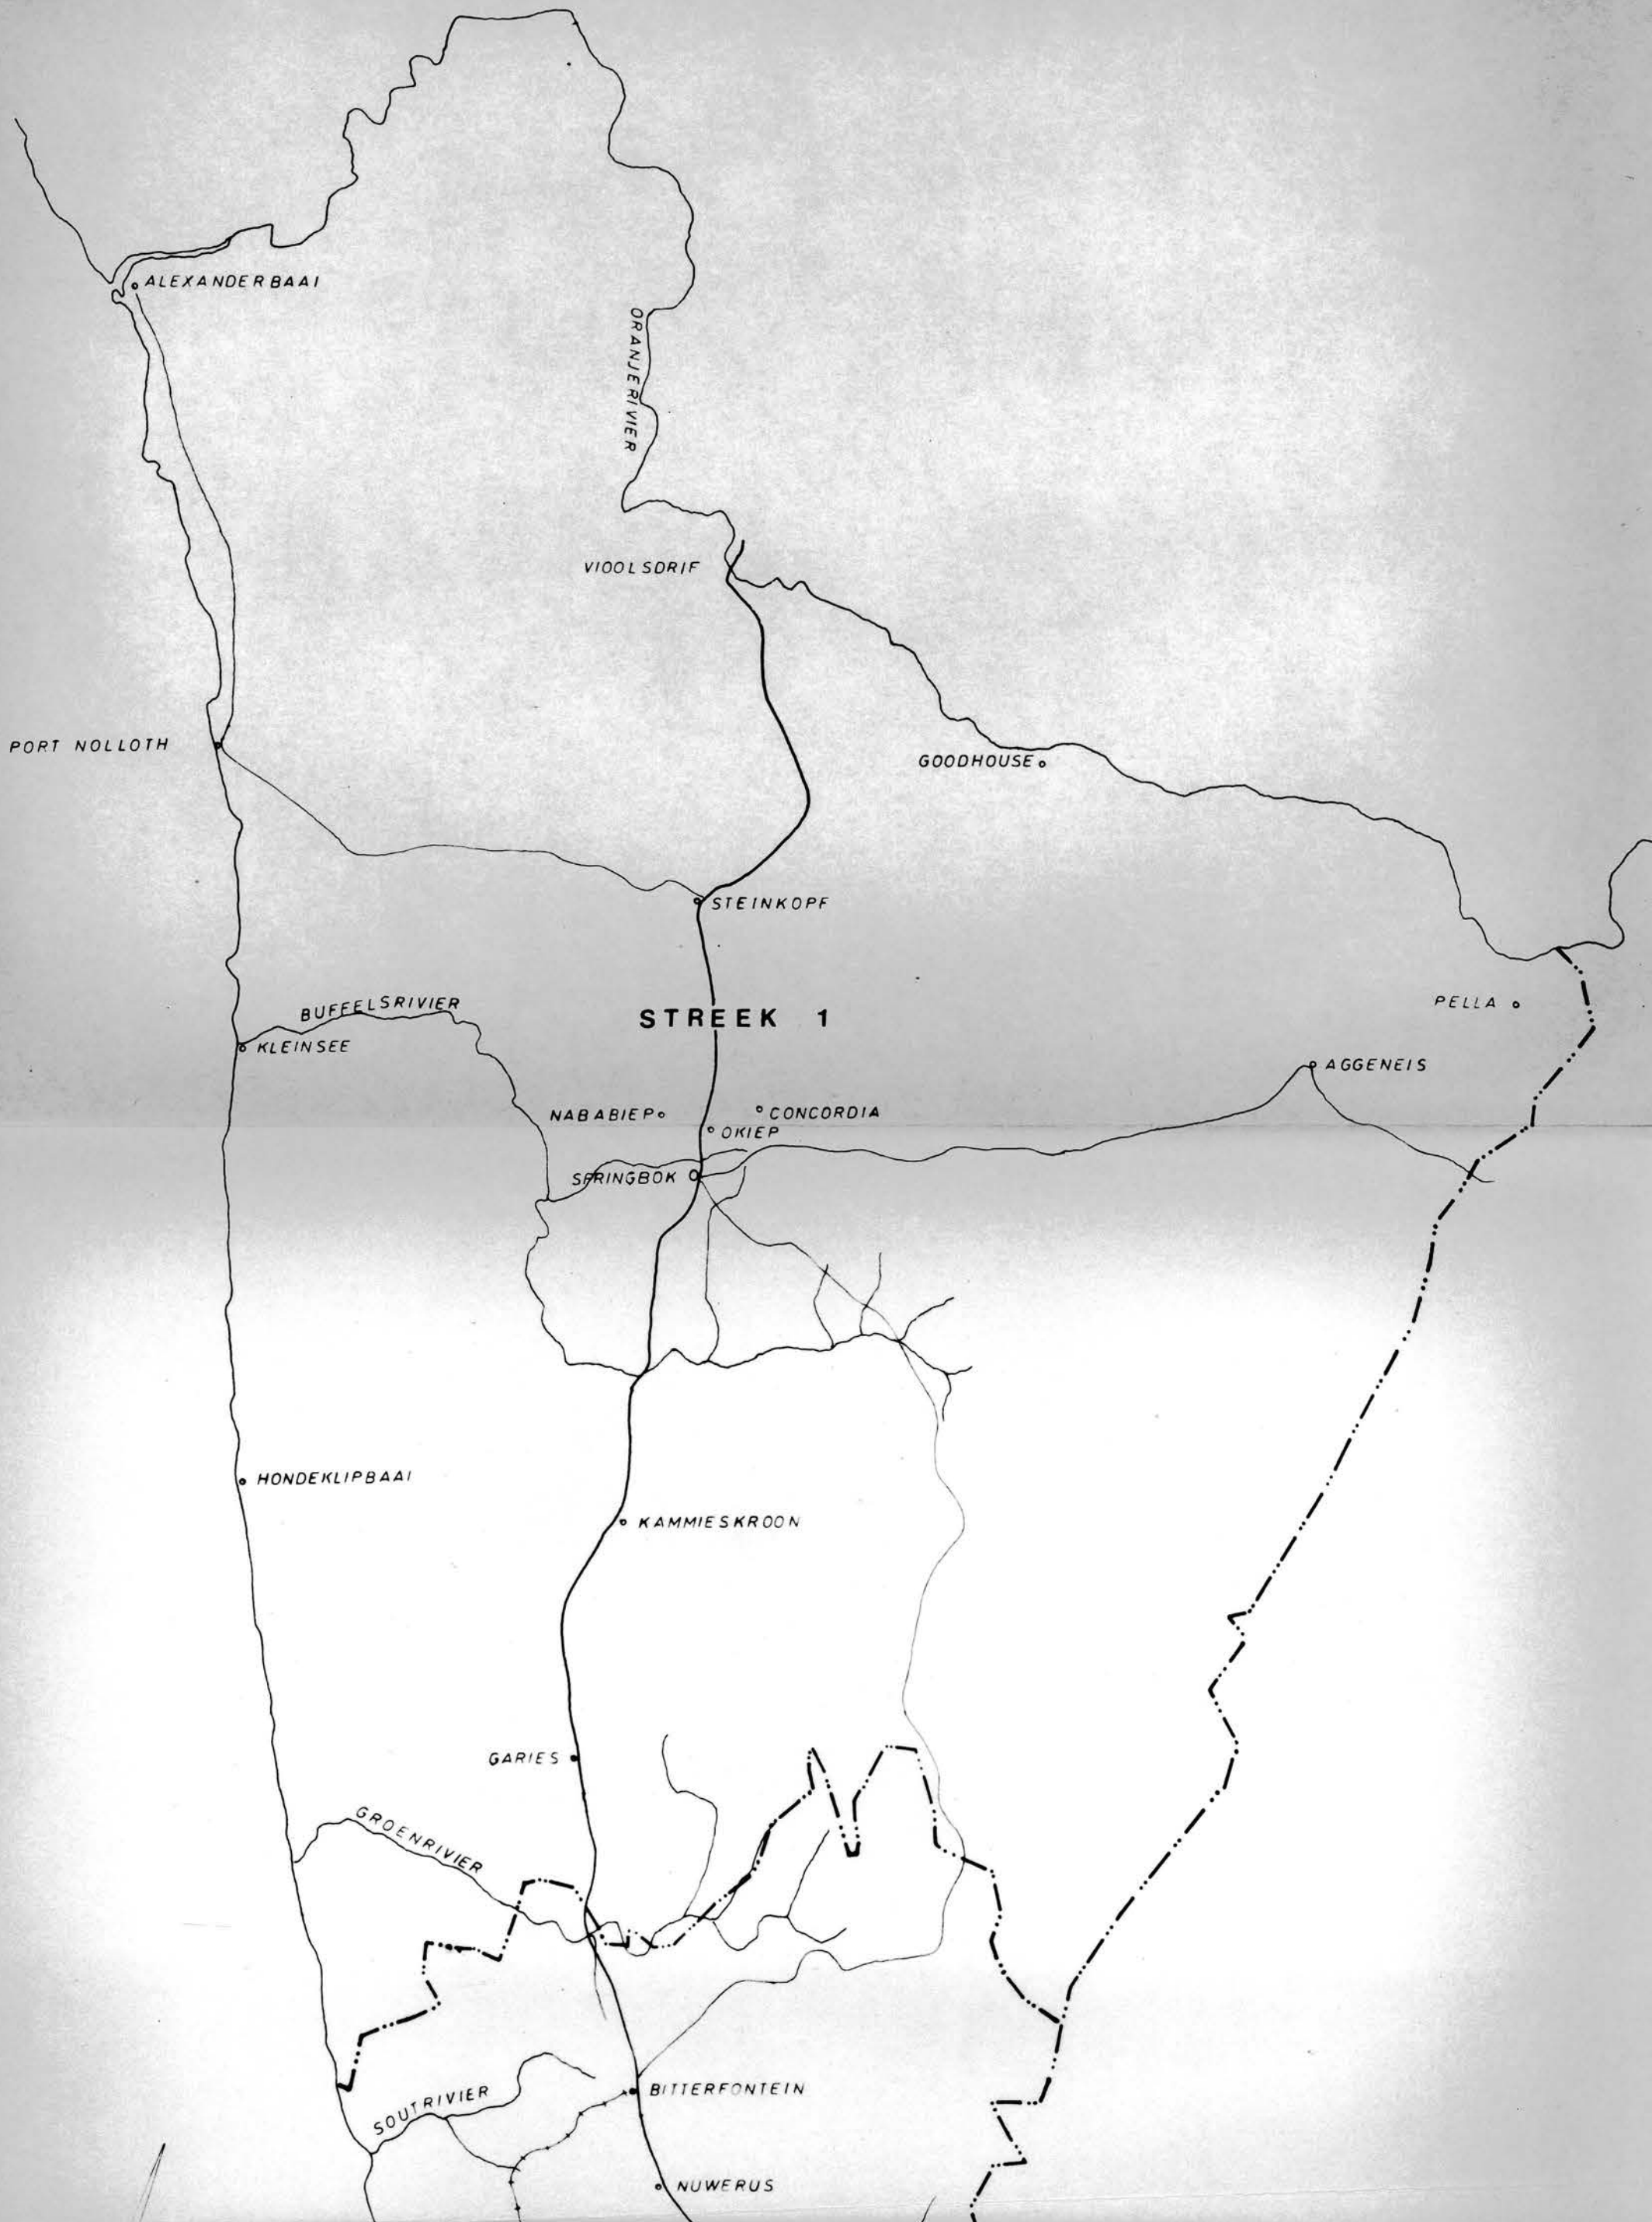 ALEXANDERBAAI
ORANJERIVIER
VIOOLSDRIF
PORT NOLLOTH
GOODHOUSE
STEINKOPF
BUFFELSRIVIER
STREEK 1
PELLA
KLEINSEE
AGGENEIS
NABABIEP
CONCORDIA
OKIEP
SPRINGBOK
HONDEKLIPBAAI
KAMMIESKROON
GARIES
GROENRIVIER
BITTERFONTEIN
SOUTRIVIER
NUWERUS